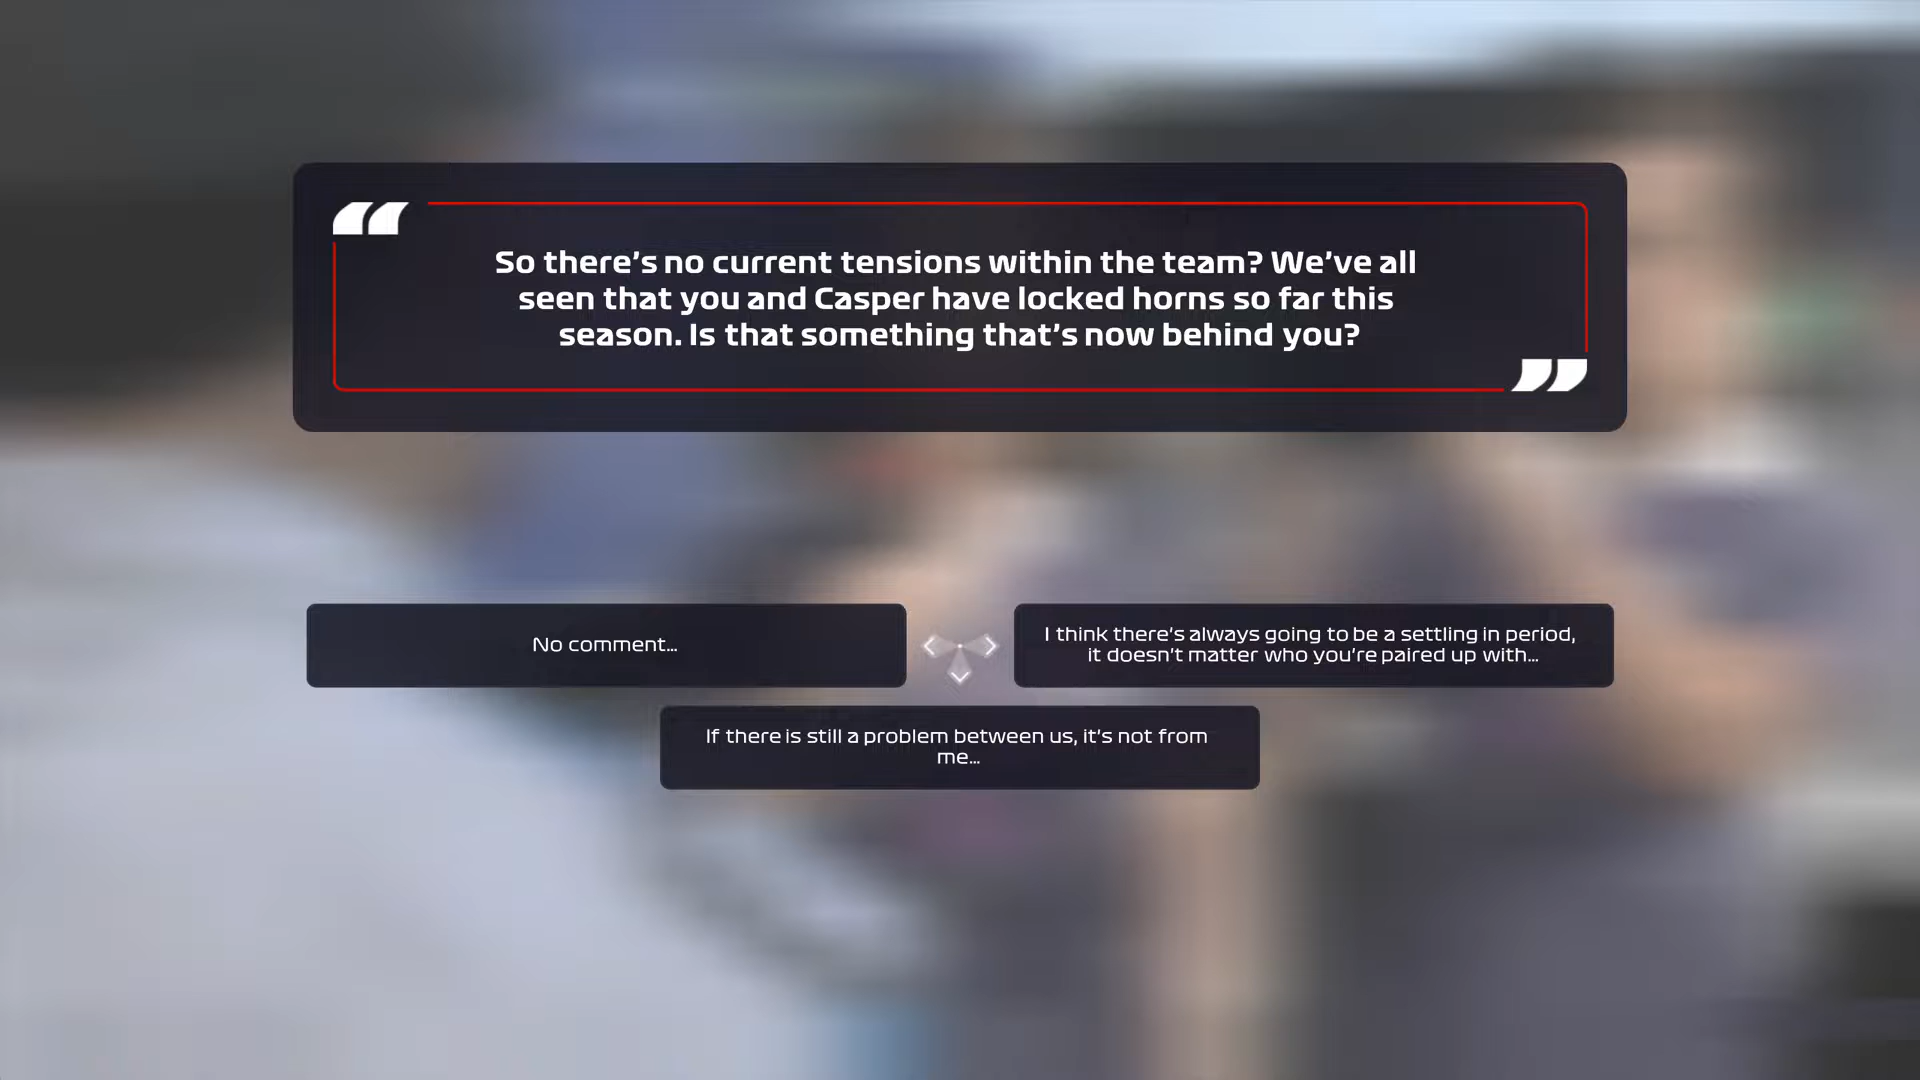 So there's no current tensions within the team? We've all
seen that you and Casper have locked horns so far this
season. Is that something that's now behind you?
No comment...
I think there's always going to be a settling in period,
it doesn't matter who you're paired up with...
If there is still a problem between us, it's not from
me...